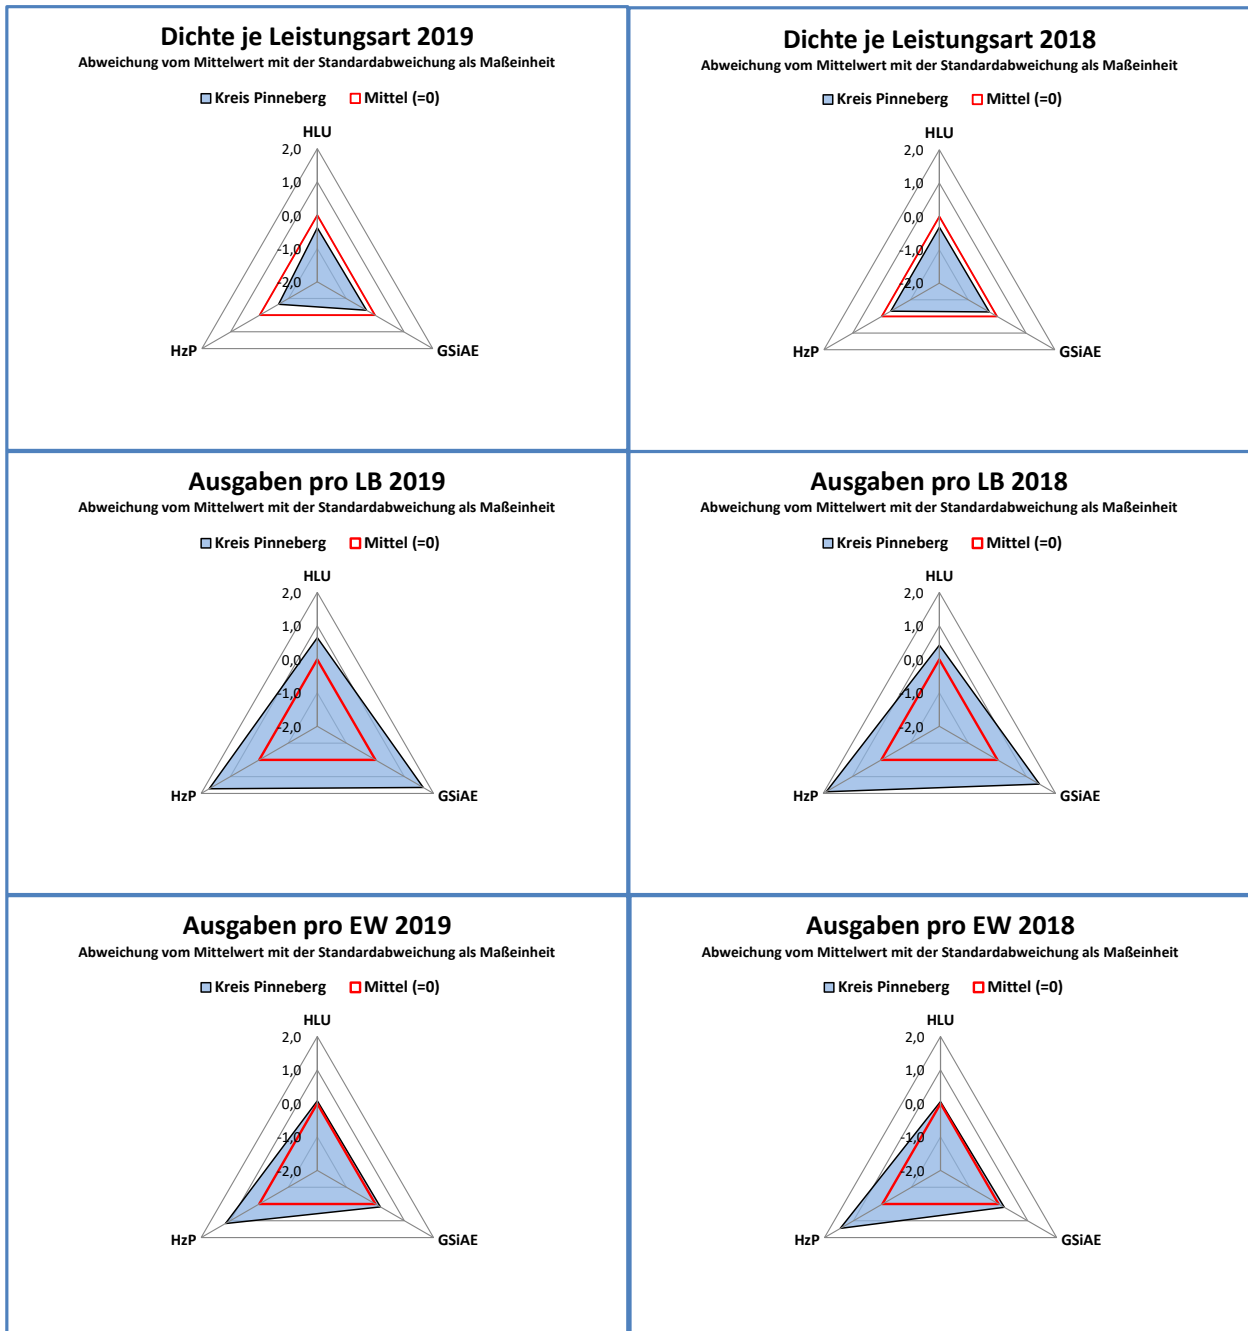 Dichte je Leistungsart 2019
Abweichung vom Mittelwert mit der Standardabweichung als Maßeinheit
Kreis Pinneberg Mittel (=0)
HLU
2,0
1,0
0,0
-1,0
-2,0
HzP
GSiAE
Dichte je Leistungsart 2018
Abweichung vom Mittelwert mit der Standardabweichung als Maßeinheit
Kreis Pinneberg Mittel (=0)
HLU
2,0
1,0
0,0
-1,0
-2,0
HzP
GSiAE
Ausgaben pro LB 2019
Abweichung vom Mittelwert mit der Standardabweichung als Maßeinheit
Kreis Pinneberg Mittel (=0)
HLU
2,0
1,0
0,0
-1,0
-2,0
HzP
GSiAE
Ausgaben pro LB 2018
Abweichung vom Mittelwert mit der Standardabweichung als Maßeinheit
Kreis Pinneberg Mittel (=0)
HLU
2,0
1,0
0,0
-1,0
-2,0
HzP
GSiAE
Ausgaben pro EW 2019
Abweichung vom Mittelwert mit der Standardabweichung als Maßeinheit
Kreis Pinneberg Mittel (=0)
HLU
2,0
1,0
0,0
-1,0
-2,0
HzP
GSiAE
Ausgaben pro EW 2018
Abweichung vom Mittelwert mit der Standardabweichung als Maßeinheit
Kreis Pinneberg Mittel (=0)
HLU
2,0
1,0
0,0
-1,0
-2,0
HzP
GSiAE